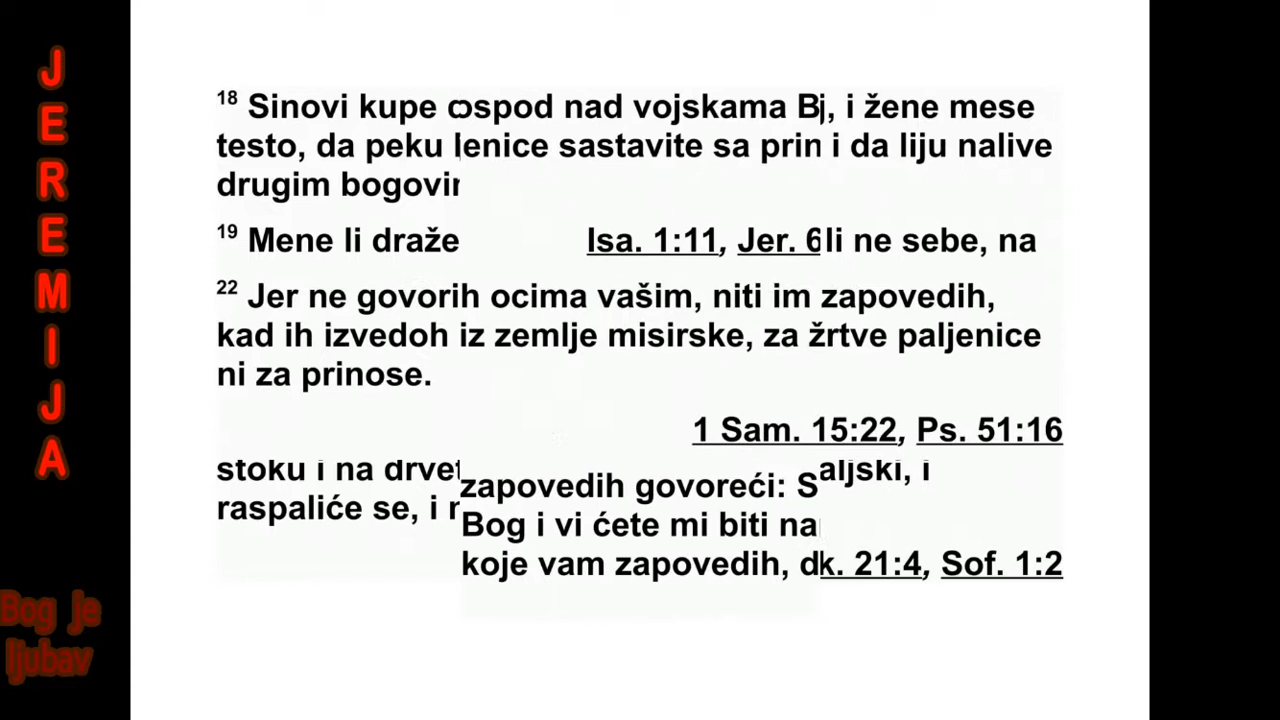 JEREMIJA
Bog je
ljubav
18 Sinovi kupe ospod nad vojskama B, i žene mese
testo, da peku lenice sastavite sa prin i da liju nalive
drugim bogovi
19 Mene li draže Isa. 1:11, Jer. 6 li ne sebe, na
22 Jer ne govorih ocima vašim, niti im zapovedih,
kad ih izvedoh iz zemlje misirske, za žrtve paljenice
ni za prinose.
1 Sam. 15:22, Ps. 51:16
stoku i na drvet aljski, i
zapovedih govoreći: S
raspaliće se, i
Bog i vi ćete mi biti na
koje vam zapovedih, d k. 21:4, Sof. 1:2